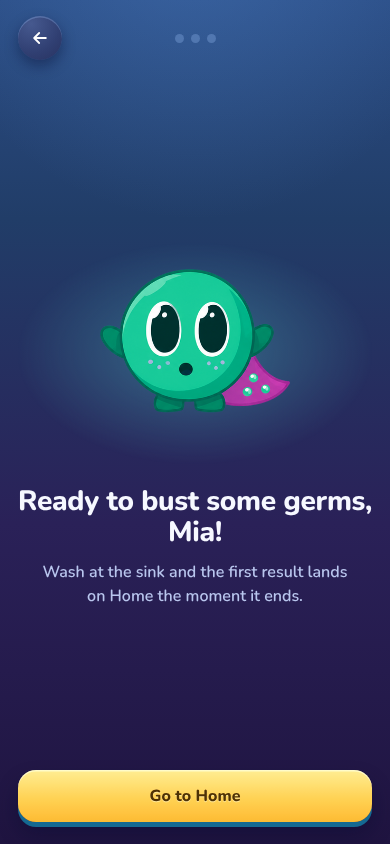 Ready to bust some germs,
Mia!
Wash at the sink and the first result lands
on Home the moment it ends.
Go to Home